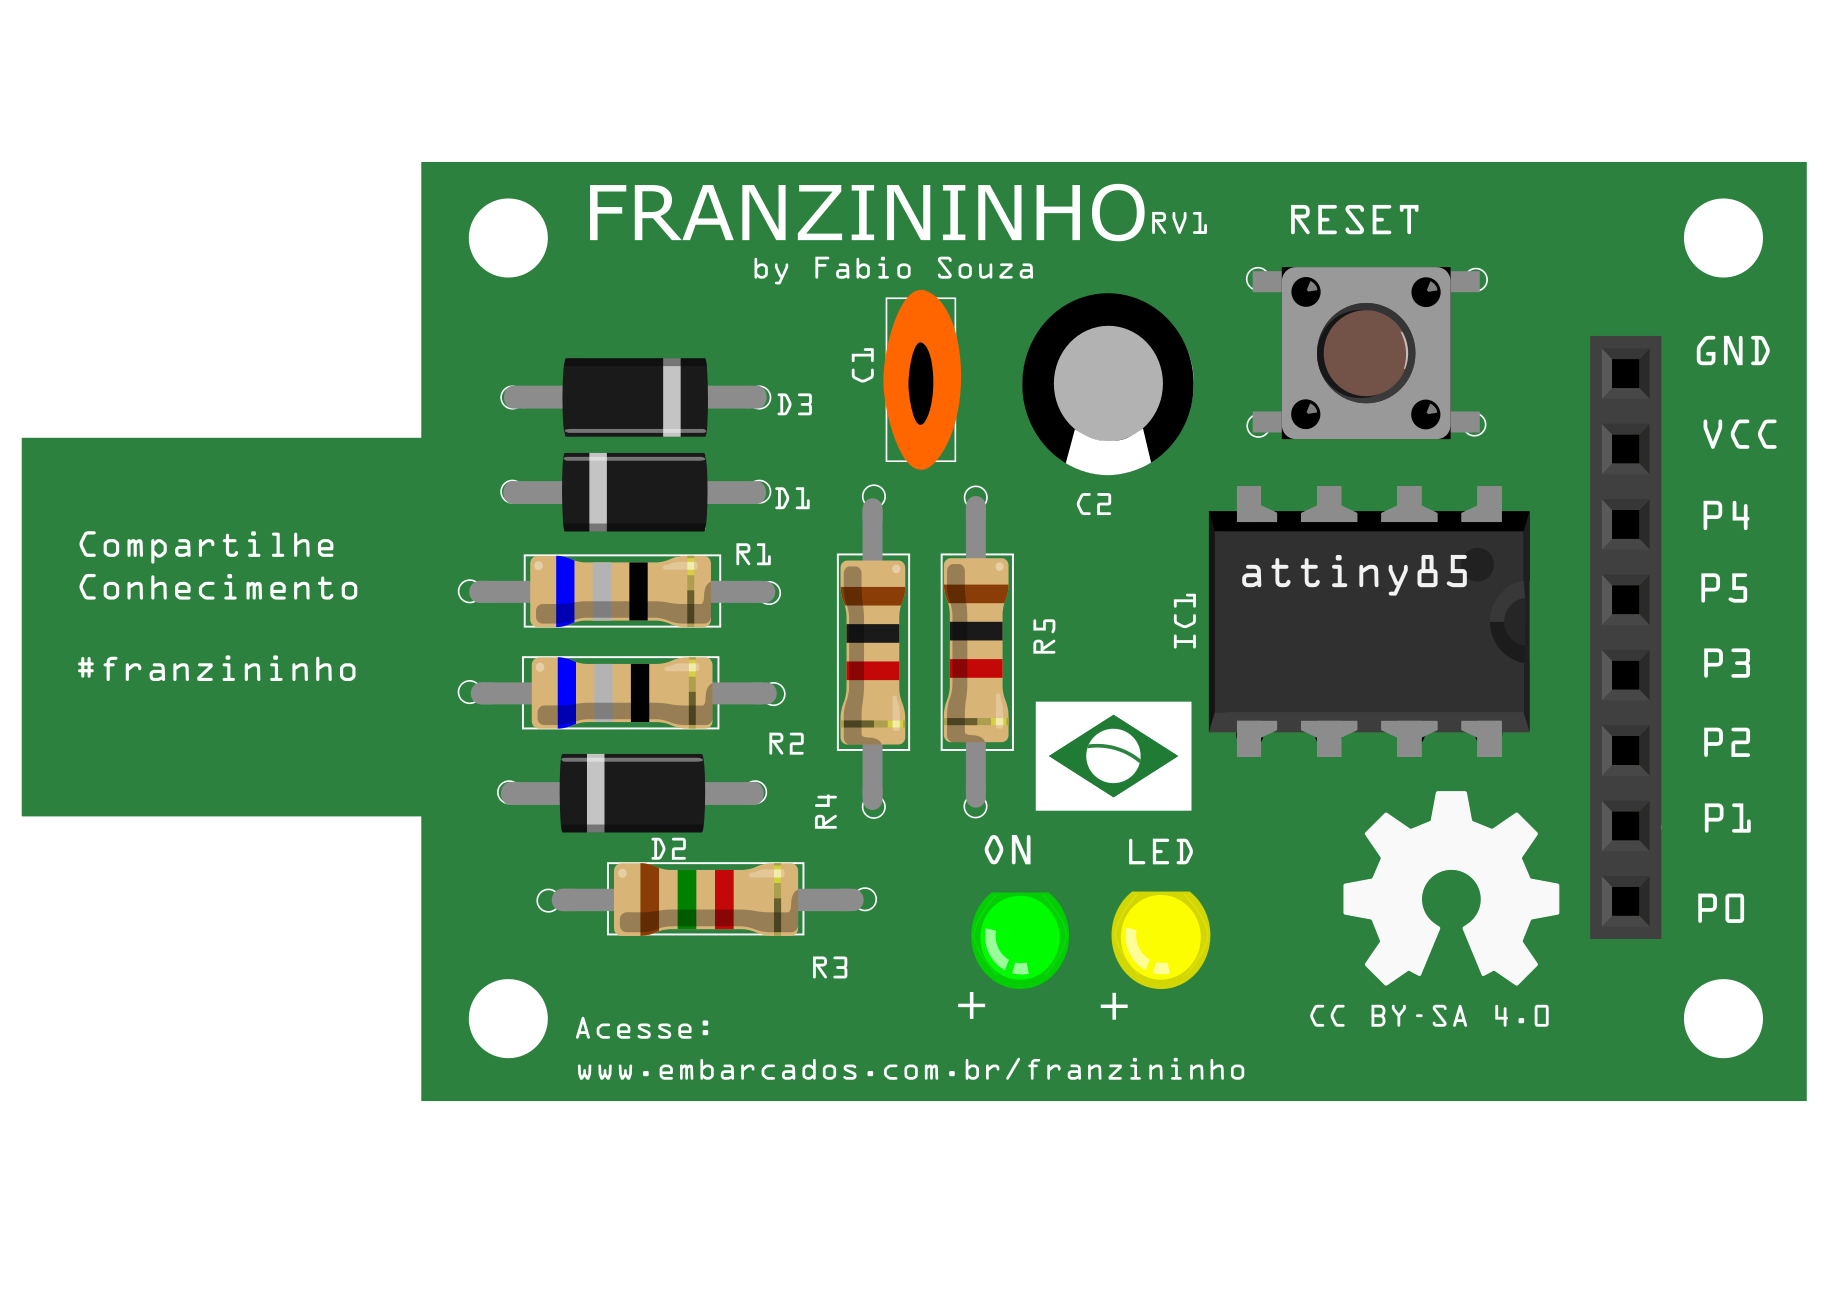 FRANZININHO RV1
by Fabio Souza
RESET
C1
C2
D3
D1
R1
R2
D2
R3
R4
R5
IC1
attiny85
Compartilhe
Conhecimento
#franzininho
GND
VCC
P4
P5
P3
P2
P1
P0
ON
LED
+
+
CC BY-SA 4.0
Acesse:
www.embarcados.com.br/franzininho